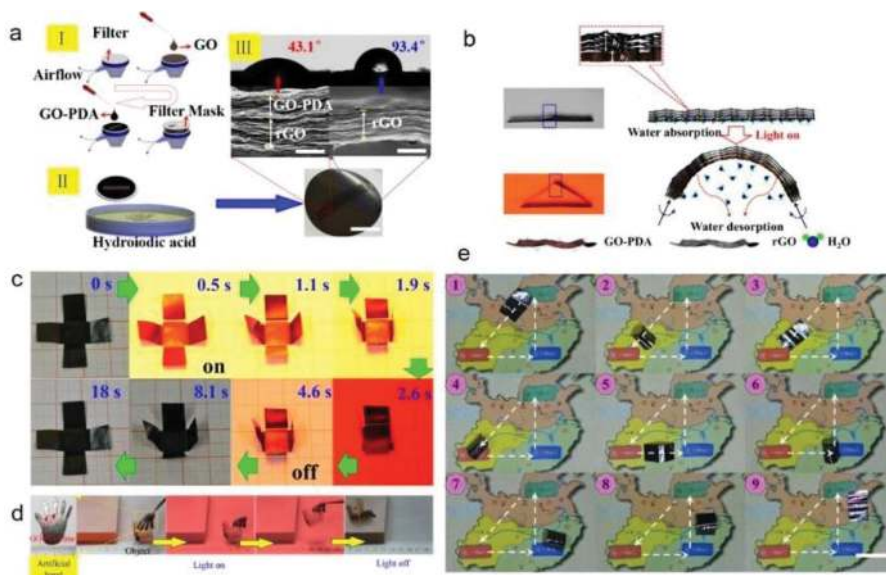 a
I
Filter
GO
Airflow
GO-PDA
Filter Mask
II
Hydroiodic acid
III
43.1°
93.4°
GO-PDA
rGO
rGO
b
Water absorption
Light on
Water desorption
GO-PDA
rGO
H₂O
c
0 s
0.5 s
1.1 s
1.9 s
on
18 s
8.1 s
4.6 s
2.6 s
off
d
Object
Artificial
Light on
Light off
e
1
2
3
4
5
6
7
8
9